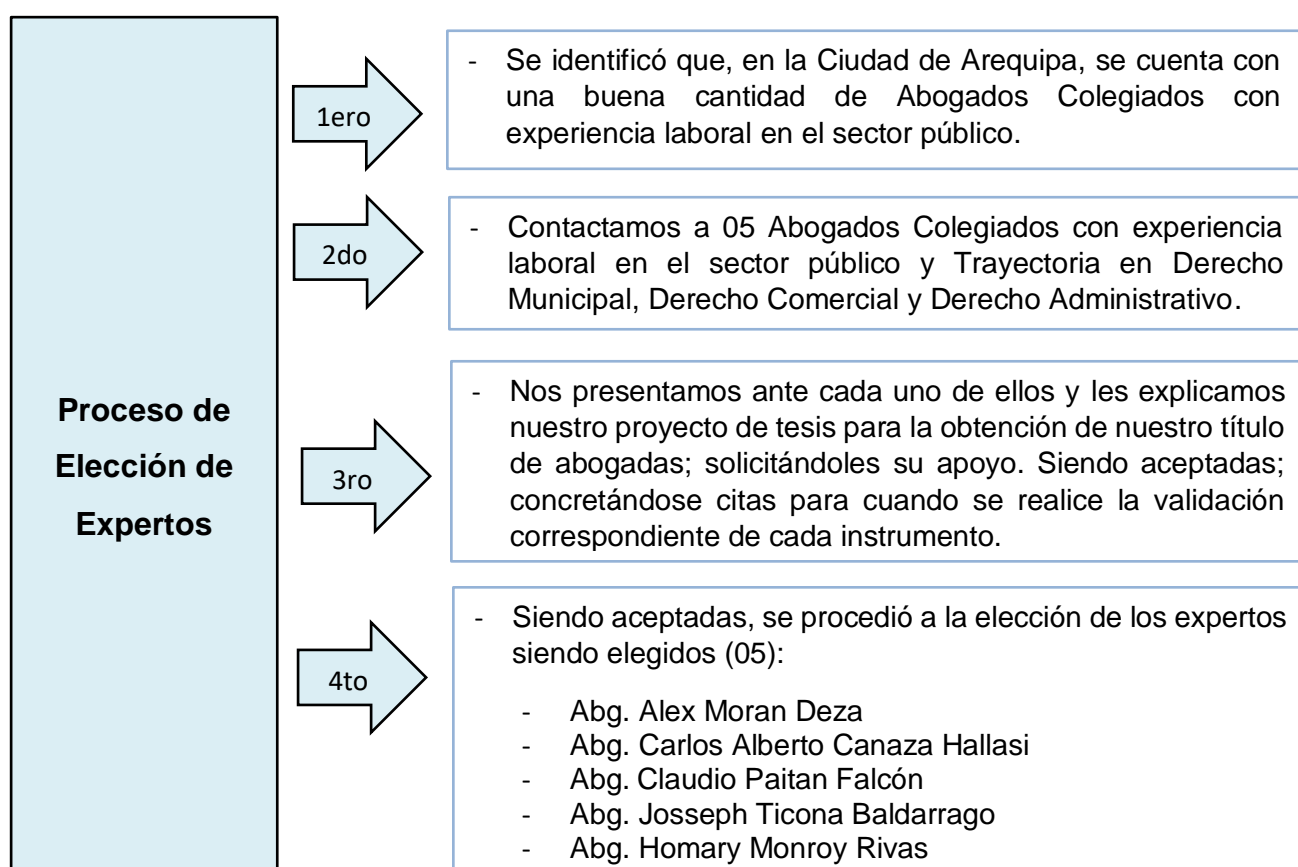 Proceso de
Elección de
Expertos
1ero
- Se identificó que, en la Ciudad de Arequipa, se cuenta con
una buena cantidad de Abogados Colegiados con
experiencia laboral en el sector público.
2do
- Contactamos a 05 Abogados Colegiados con experiencia
laboral en el sector público y Trayectoria en Derecho
Municipal, Derecho Comercial y Derecho Administrativo.
3ro
- Nos presentamos ante cada uno de ellos y les explicamos
nuestro proyecto de tesis para la obtención de nuestro título
de abogadas; solicitándoles su apoyo. Siendo aceptadas;
concretándose citas para cuando se realice la validación
correspondiente de cada instrumento.
4to
- Siendo aceptadas, se procedió a la elección de los expertos
siendo elegidos (05):
- Abg. Alex Moran Deza
- Abg. Carlos Alberto Canaza Hallasi
- Abg. Claudio Paitan Falcón
- Abg. Josseph Ticona Baldarrago
- Abg. Homary Monroy Rivas